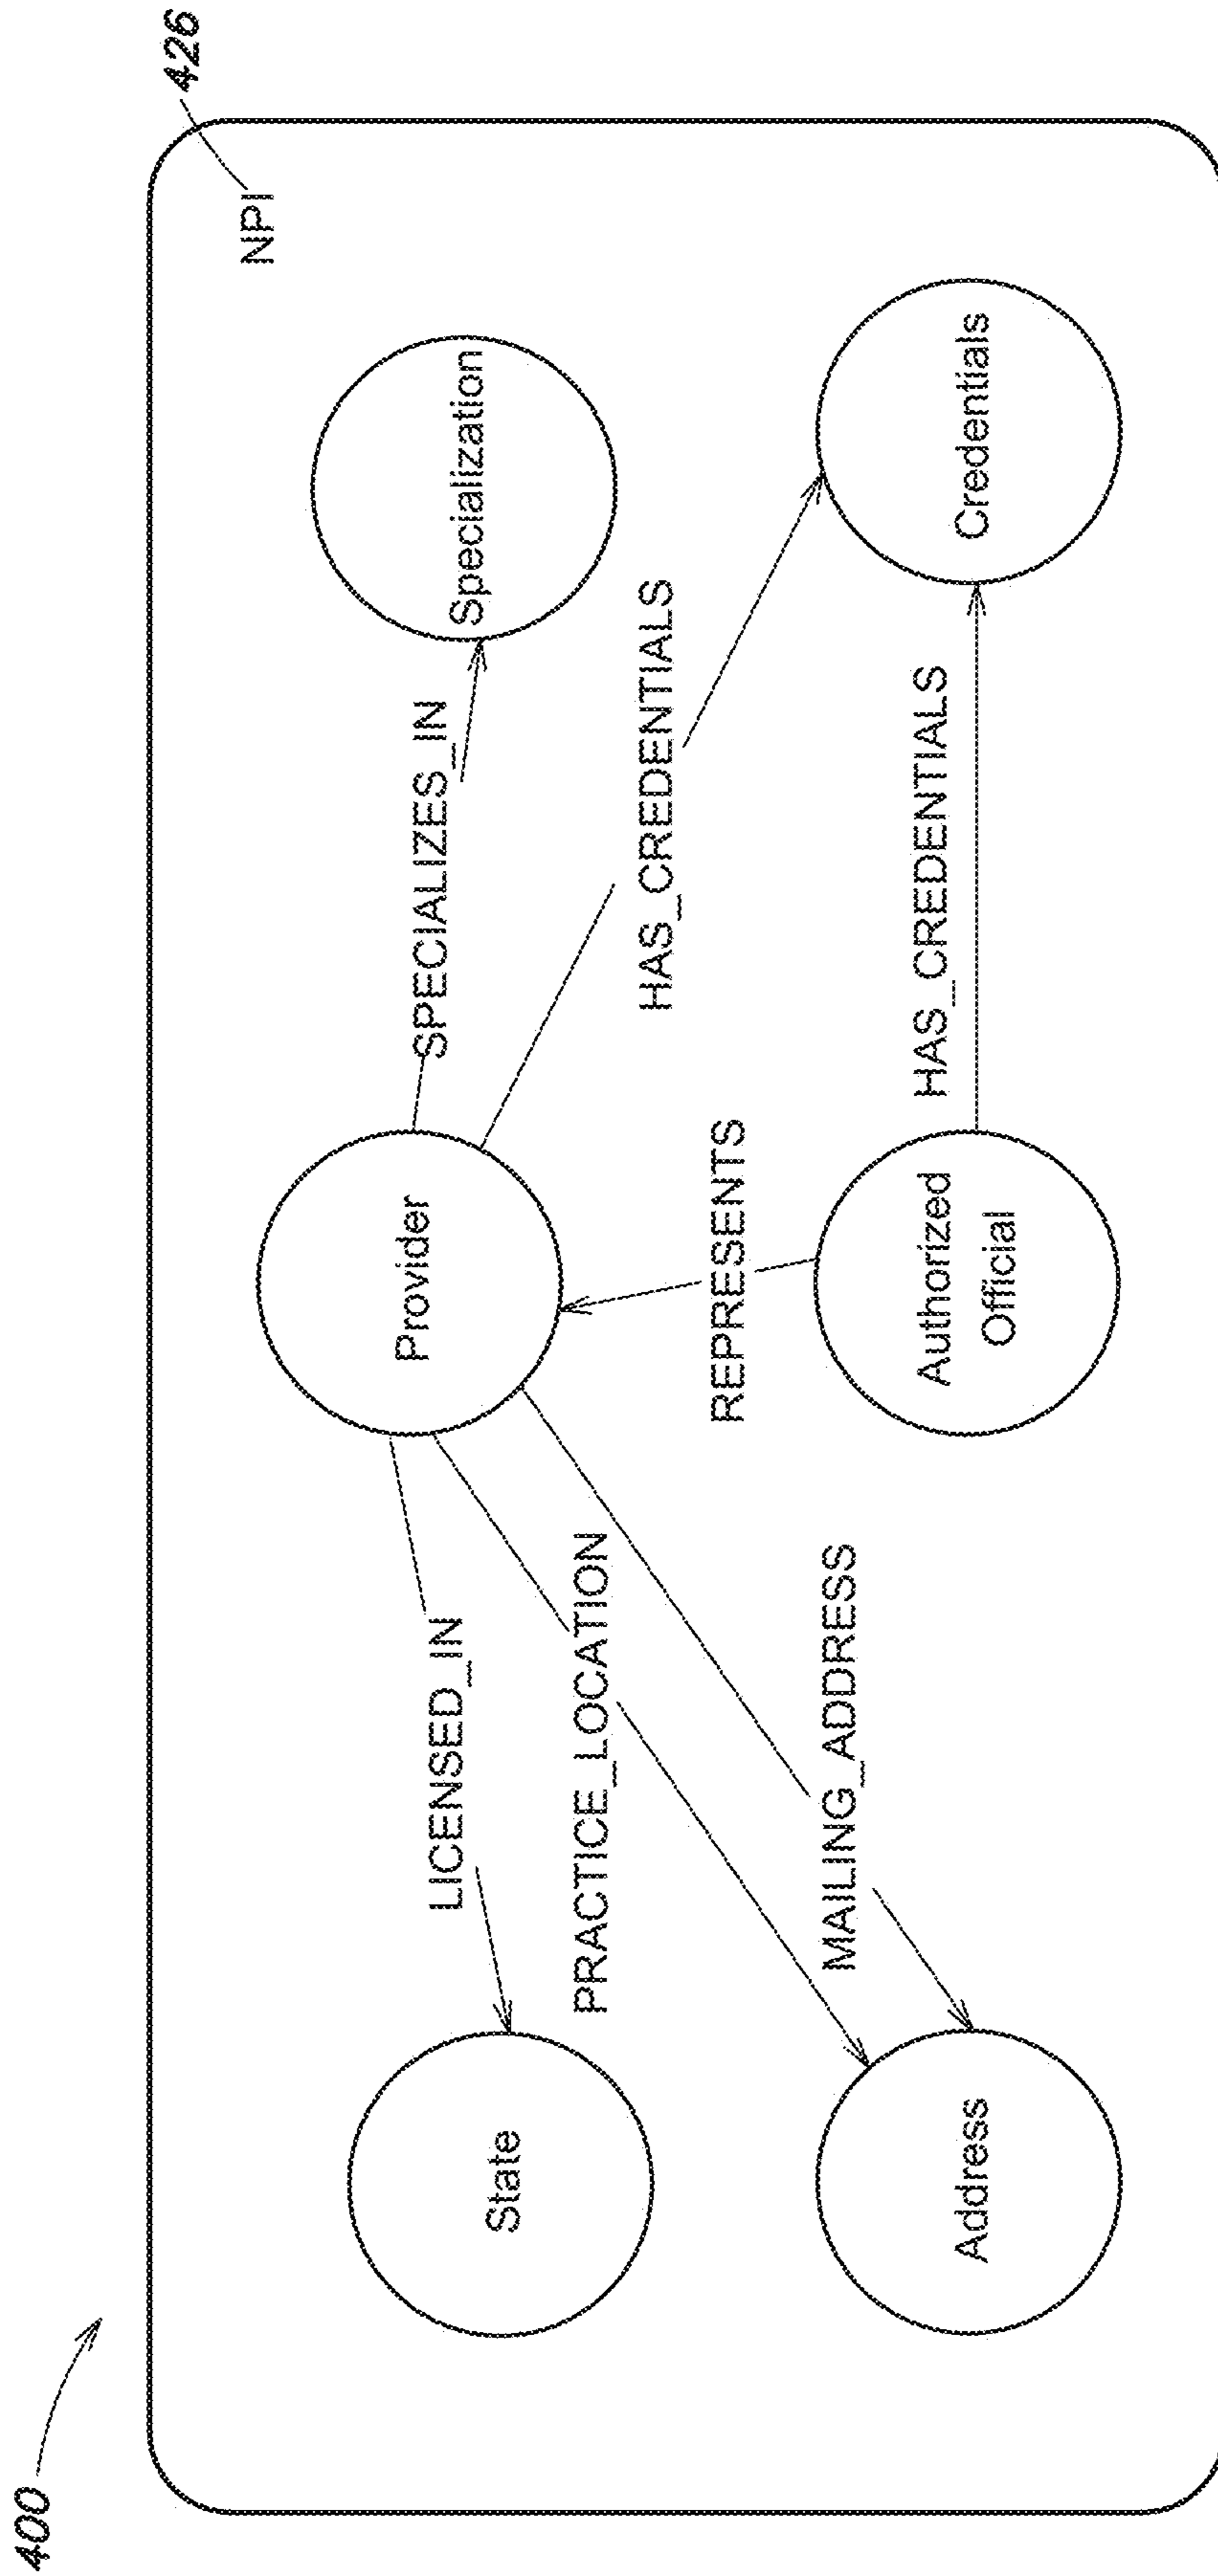 400
426
NPI
Provider
SPECIALIZES_IN
Specialization
LICENSED_IN
State
PRACTICE_LOCATION
HAS_CREDENTIALS
REPRESENTS
MAILING_ADDRESS
HAS_CREDENTIALS
Address
Authorized
Official
Credentials